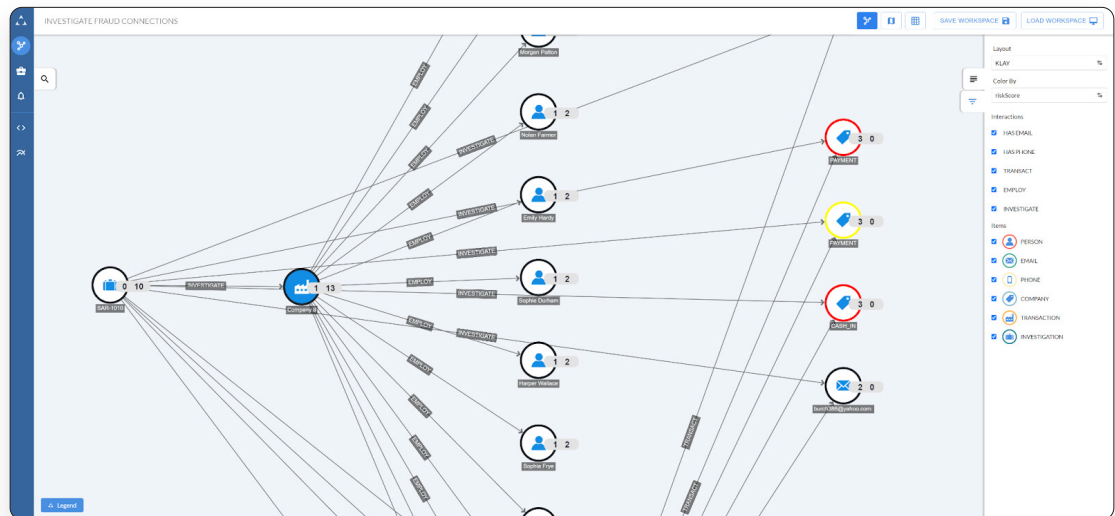 INVESTIGATE FRAUD CONNECTIONS
SAVE WORKSPACE
LOAD WORKSPACE
Layout
KLAY
Color By
riskScore
Interactions
HAS EMAIL
HAS PHONE
TRANSACT
EMPLOY
INVESTIGATE
Items
PERSON
EMAIL
PHONE
COMPANY
TRANSACTION
INVESTIGATION
Morgan Patton
EMPLOY
1 2
Nolan Farmer
INVESTIGATE
EMPLOY
3 0
PAYMENT
EMPLOY
1 2
Emily Hardy
INVESTIGATE
EMPLOY
3 0
PAYMENT
INVESTIGATE
0 10
SAR-1010
INVESTIGATE
1 13
EMPLOY
1 2
Sophie Durham
INVESTIGATE
3 0
CASH_IN
EMPLOY
INVESTIGATE
EMPLOY
1 2
Harper Wallace
2 0
EMPLOY
1 2
Sophie Frye
TRANSACT
EMPLOY
EMPLOY
TRANSACT
Legend